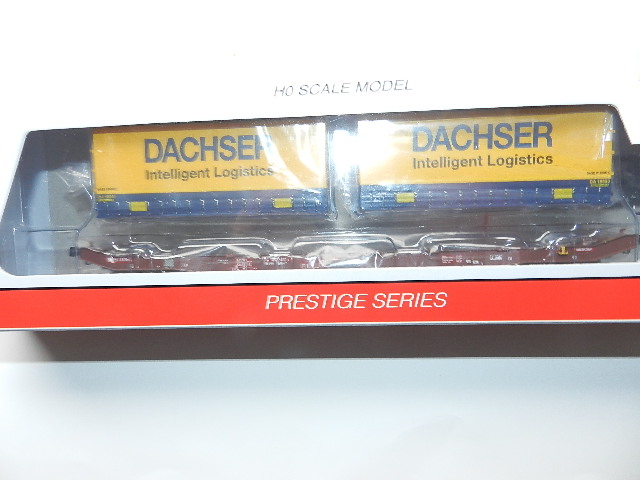 H0 SCALE MODEL
DACHSER
Intelligent Logistics
DACHSER
Intelligent Logistics
PRESTIGE SERIES